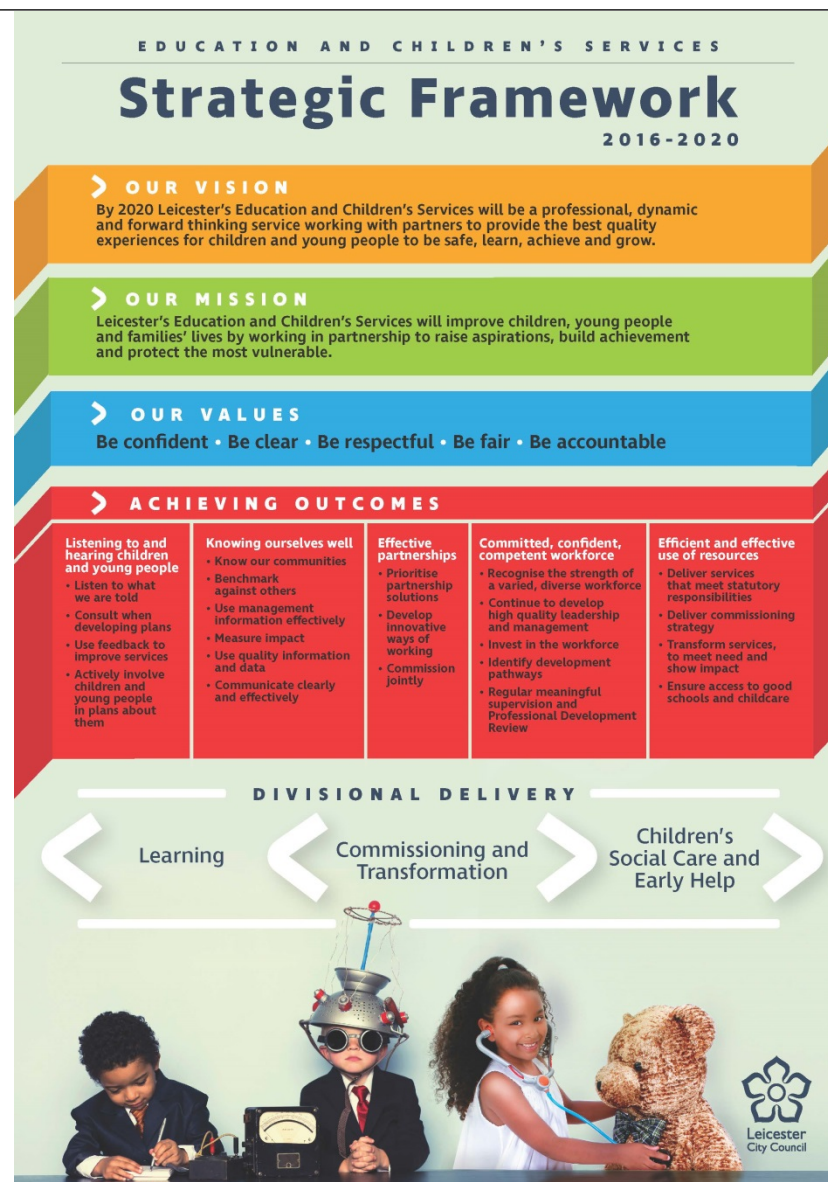 EDUCATION AND CHILDREN'S SERVICES
Strategic Framework
2016-2020
OUR VISION
By 2020 Leicester's Education and Children's Services will be a professional, dynamic
and forward thinking service working with partners to provide the best quality
experiences for children and young people to be safe, learn, achieve and grow.
OUR MISSION
Leicester's Education and Children's Services will improve children, young people
and families' lives by working in partnership to raise aspirations, build achievement
and protect the most vulnerable.
OUR VALUES
Be confident • Be clear • Be respectful • Be fair • Be accountable
ACHIEVING OUTCOMES
Listening to and
hearing children
and young people
• Listen to what
we are told
• Consult when
developing plans
• Use feedback to
improve services
• Actively involve
children and
young people
in plans about
them
Knowing ourselves well
• Know our communities
• Benchmark
against others
• Use management
information effectively
• Measure impact
• Use quality information
and data
• Communicate clearly
and effectively
Effective
partnerships
• Prioritise
partnership
solutions
• Develop
innovative
ways of
working
• Commission
jointly
Committed, confident,
competent workforce
• Recognise the strength of
a varied, diverse workforce
• Continue to develop
high quality leadership
and management
• Invest in the workforce
• Identify development
pathways
• Regular meaningful
supervision and
Professional Development
Review
Efficient and effective
use of resources
• Deliver services
that meet statutory
responsibilities
• Deliver commissioning
strategy
• Transform services,
to meet need and
show impact
• Ensure access to good
schools and childcare
DIVISIONAL DELIVERY
Learning
Commissioning and
Transformation
Children's
Social Care and
Early Help
Leicester
City Council